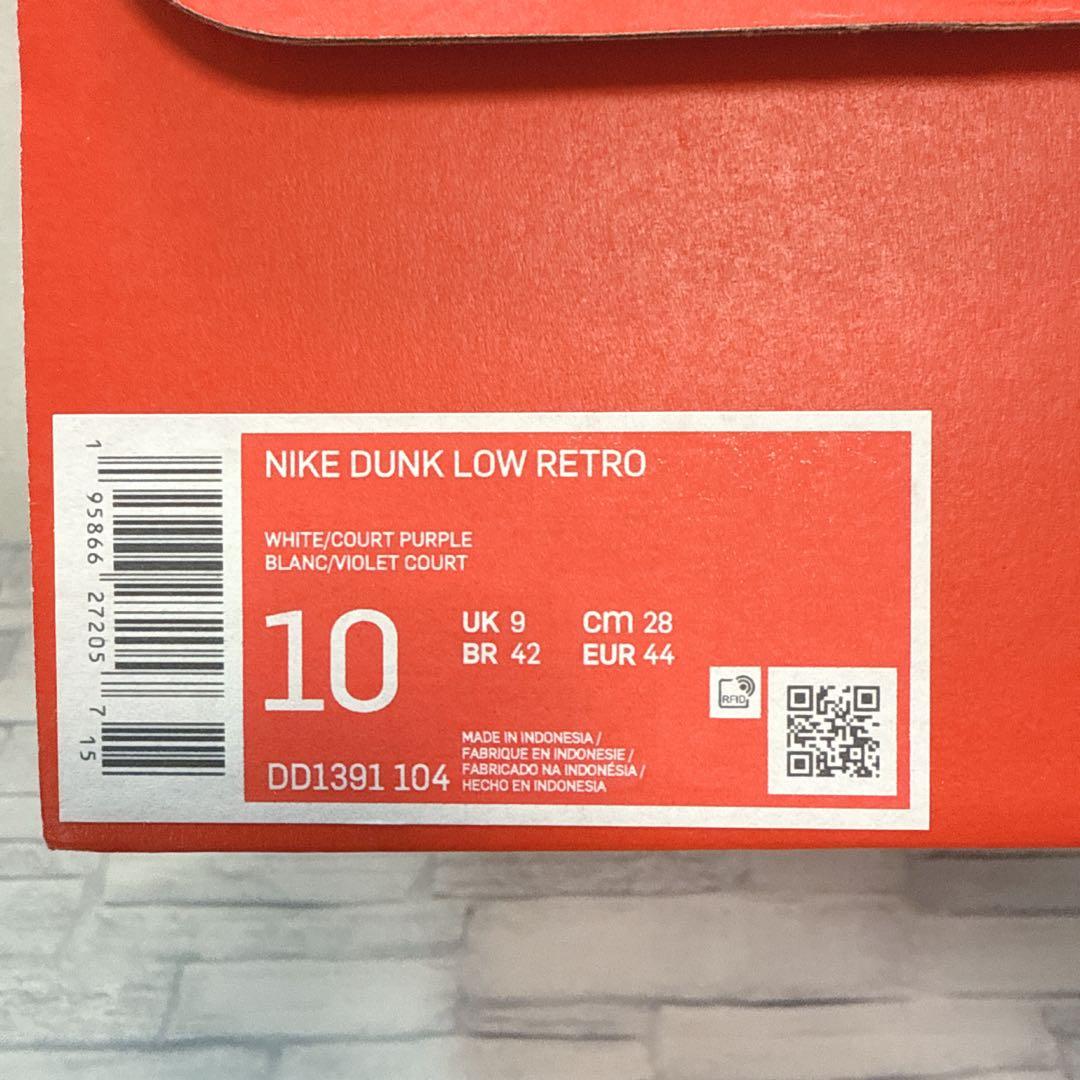 1 95866 27205 7 15
NIKE DUNK LOW RETRO
WHITE/COURT PURPLE
BLANC/VIOLET COURT
10
UK 9 cm 28
BR 42 EUR 44
RFID
DD1391 104
MADE IN INDONESIA /
FABRIQUE EN INDONESIE /
FABRICADO NA INDONÉSIA /
HECHO EN INDONESIA